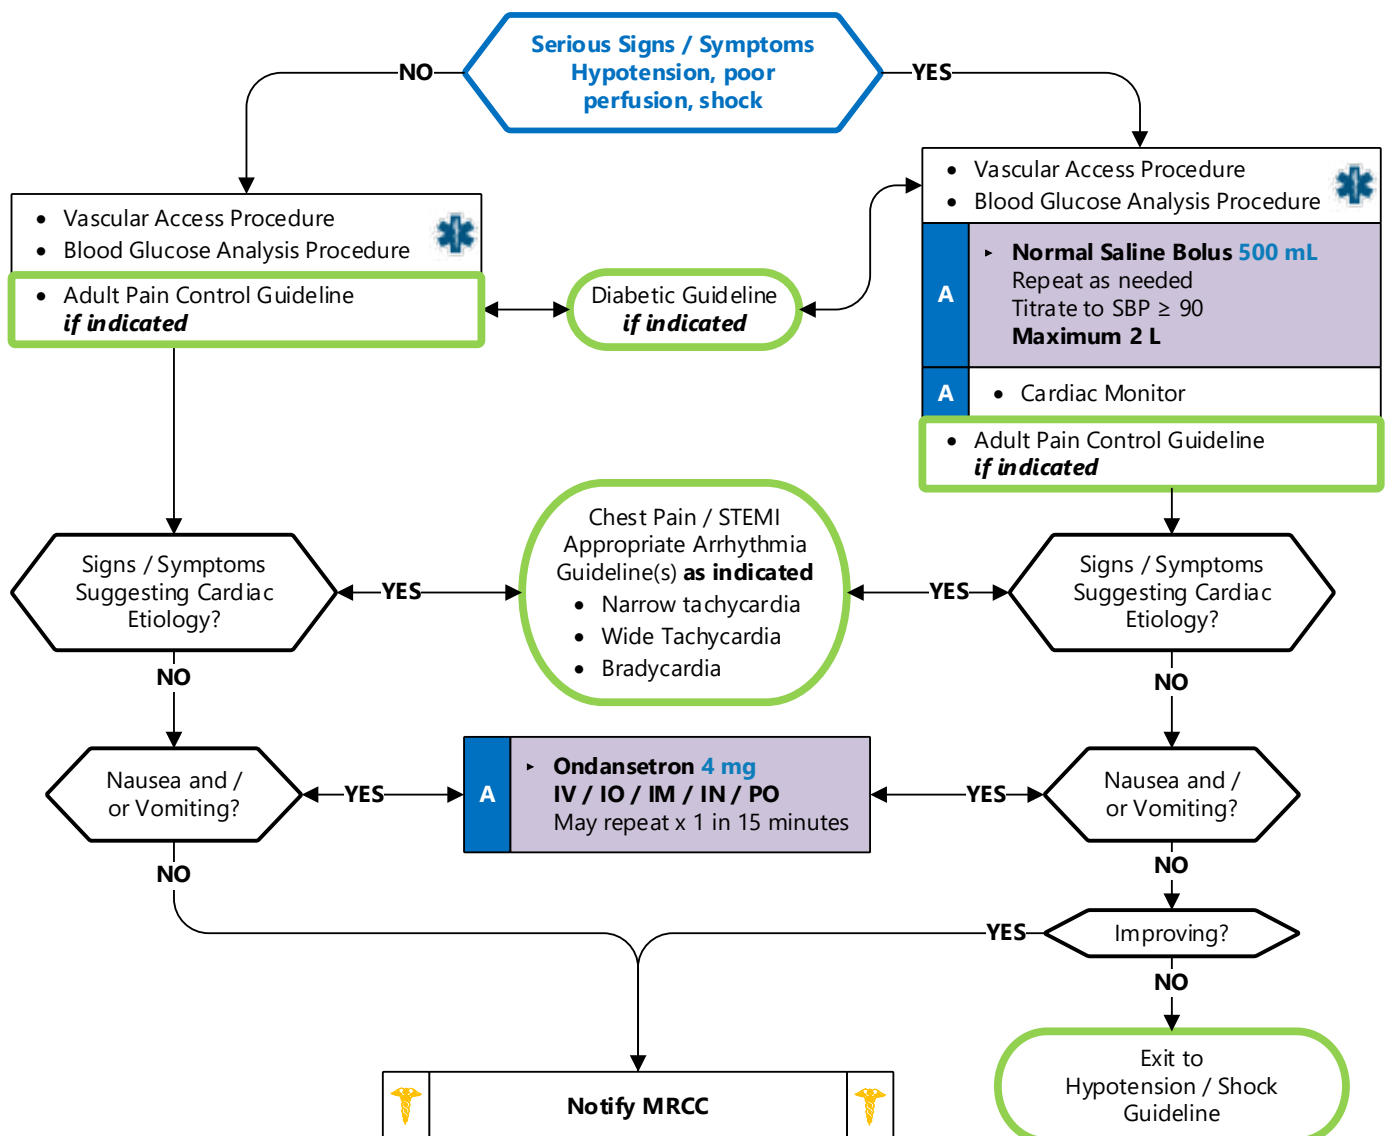 Serious Signs / Symptoms
Hypotension, poor
perfusion, shock
NO
YES
• Vascular Access Procedure
• Blood Glucose Analysis Procedure
• Adult Pain Control Guideline
if indicated
Diabetic Guideline
if indicated
• Vascular Access Procedure
• Blood Glucose Analysis Procedure
A
▸ Normal Saline Bolus 500 mL
Repeat as needed
Titrate to SBP ≥ 90
Maximum 2 L
A
• Cardiac Monitor
• Adult Pain Control Guideline
if indicated
Signs / Symptoms
Suggesting Cardiac
Etiology?
YES
Chest Pain / STEMI
Appropriate Arrhythmia
Guideline(s) as indicated
• Narrow tachycardia
• Wide Tachycardia
• Bradycardia
YES
Signs / Symptoms
Suggesting Cardiac
Etiology?
NO
NO
Nausea and /
or Vomiting?
YES
A
▸ Ondansetron 4 mg
IV / IO / IM / IN / PO
May repeat x 1 in 15 minutes
YES
Nausea and /
or Vomiting?
NO
NO
YES
Improving?
NO
Notify MRCC
Exit to
Hypotension / Shock
Guideline